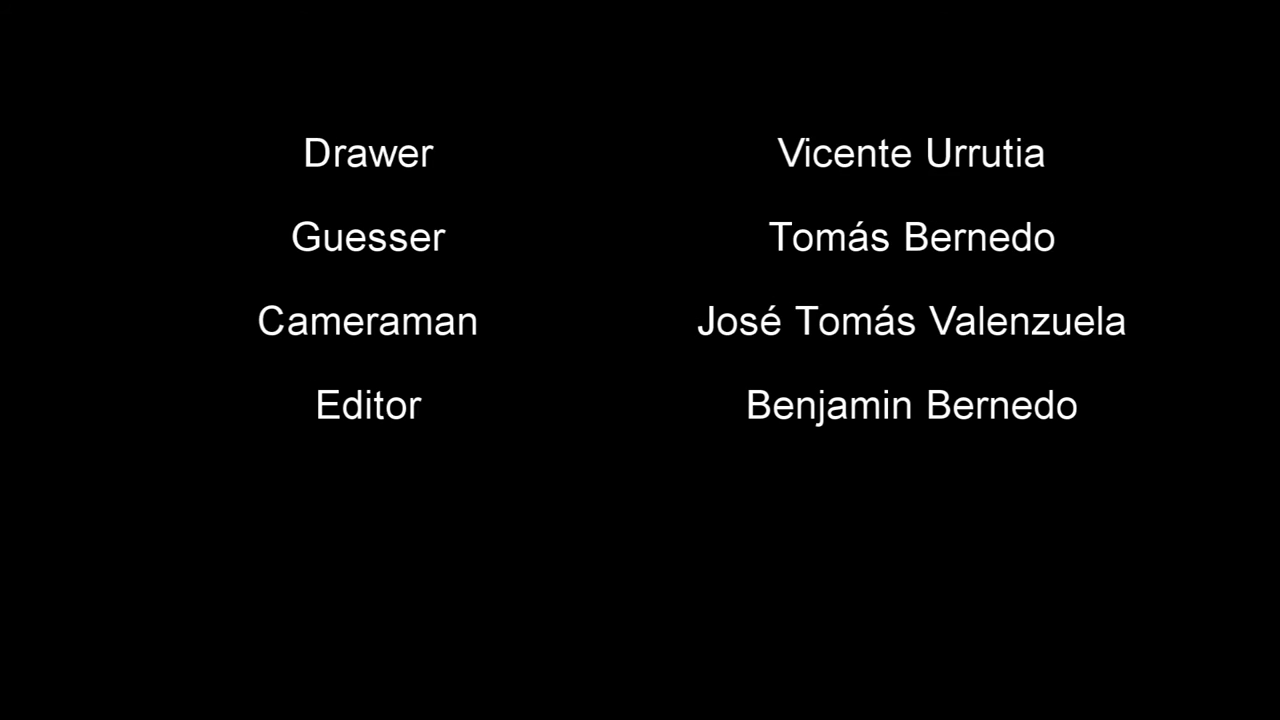 Drawer Vicente Urrutia
Guesser Tomás Bernedo
Cameraman José Tomás Valenzuela
Editor Benjamin Bernedo